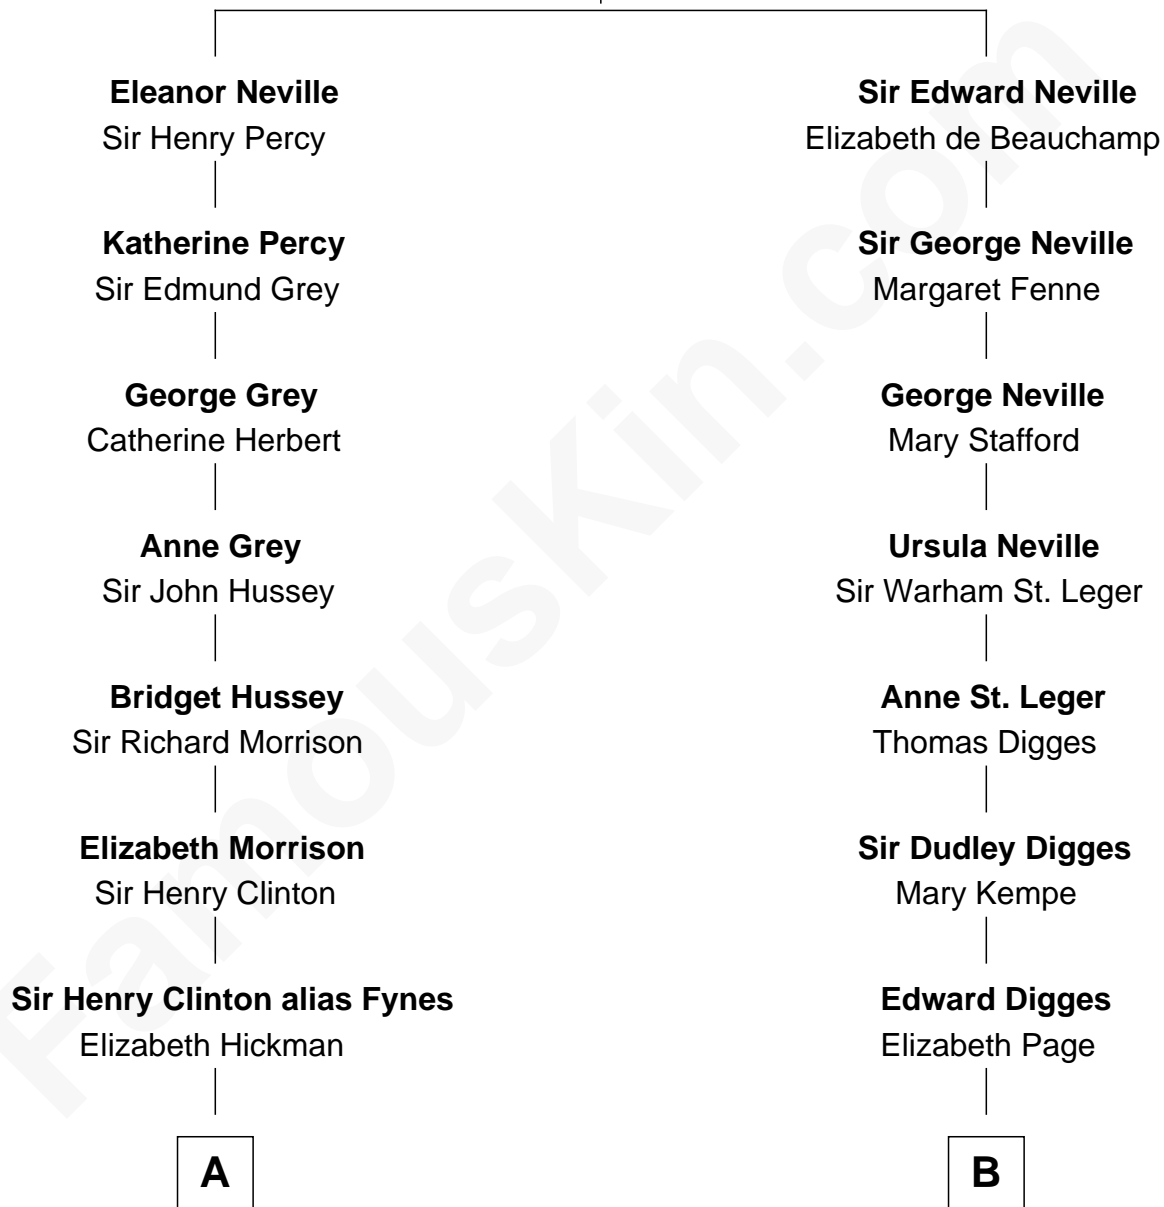 Eleanor Neville
Sir Henry Percy
Katherine Percy
Sir Edmund Grey
George Grey
Catherine Herbert
Anne Grey
Sir John Hussey
Bridget Hussey
Sir Richard Morrison
Elizabeth Morrison
Sir Henry Clinton
Sir Henry Clinton alias Fynes
Elizabeth Hickman
A
Sir Edward Neville
Elizabeth de Beauchamp
Sir George Neville
Margaret Fenne
George Neville
Mary Stafford
Ursula Neville
Sir Warham St. Leger
Anne St. Leger
Thomas Digges
Sir Dudley Digges
Mary Kempe
Edward Digges
Elizabeth Page
B
FamousKin.com